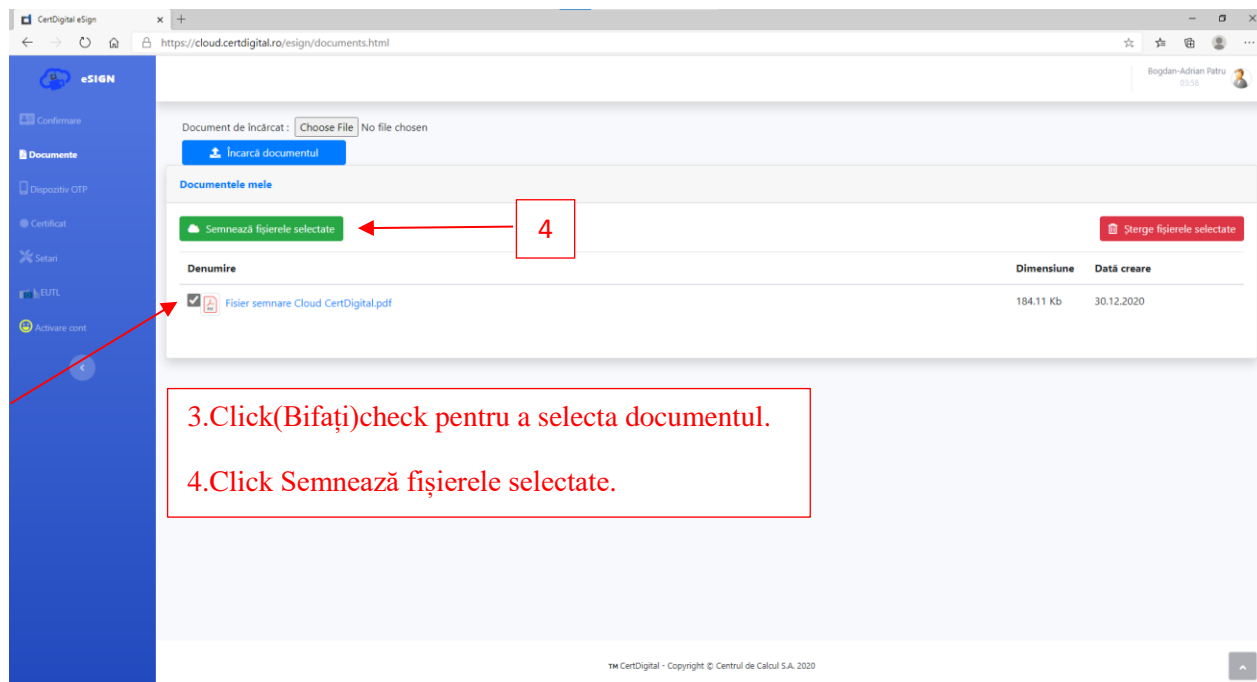 CertDigital eSign
https://cloud.certdigital.ro/esign/documents.html
eSIGN
Bogdan-Adrian Patru
03:58
Confirmare
Documente
Dispozitiv OTP
Certificat
Setari
EUTL
Activare cont
Document de încărcat : Choose File No file chosen
Încarcă documentul
Documentele mele
Semnează fișierele selectate
4
Șterge fișierele selectate
Denumire Dimensiune Dată creare
Fisier semnare Cloud CertDigital.pdf 184.11 Kb 30.12.2020
3.Click(Bifați)check pentru a selecta documentul.
4.Click Semnează fișierele selectate.
TM CertDigital - Copyright © Centrul de Calcul S.A. 2020